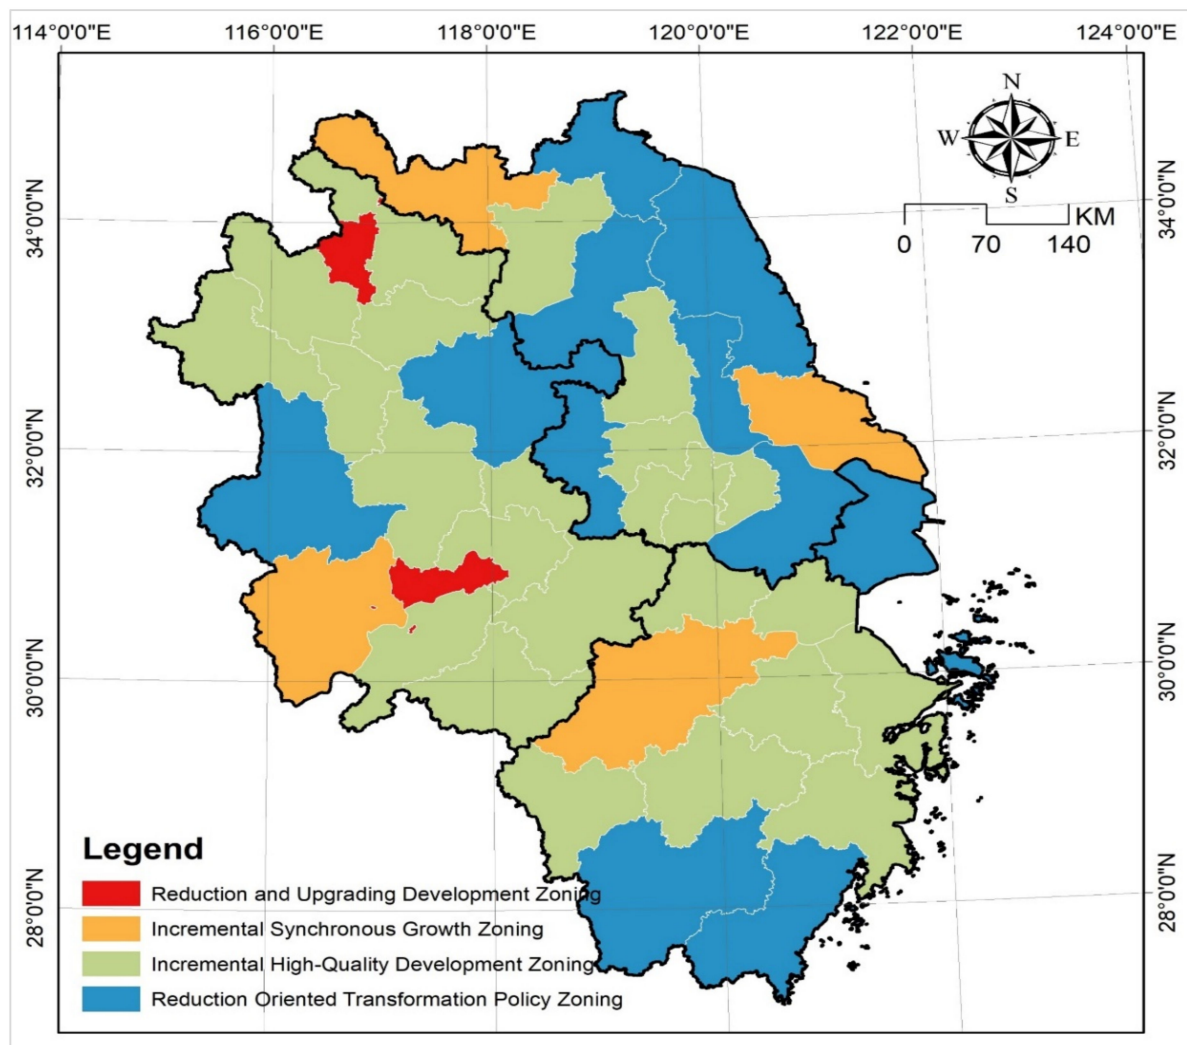 114°0'0"E 116°0'0"E 118°0'0"E 120°0'0"E 122°0'0"E 124°0'0"E
N
W E
S
KM
0 70 140
34°0'0"N 34°0'0"N
32°0'0"N 32°0'0"N
30°0'0"N 30°0'0"N
28°0'0"N 28°0'0"N
Legend
Reduction and Upgrading Development Zoning
Incremental Synchronous Growth Zoning
Incremental High-Quality Development Zoning
Reduction Oriented Transformation Policy Zoning